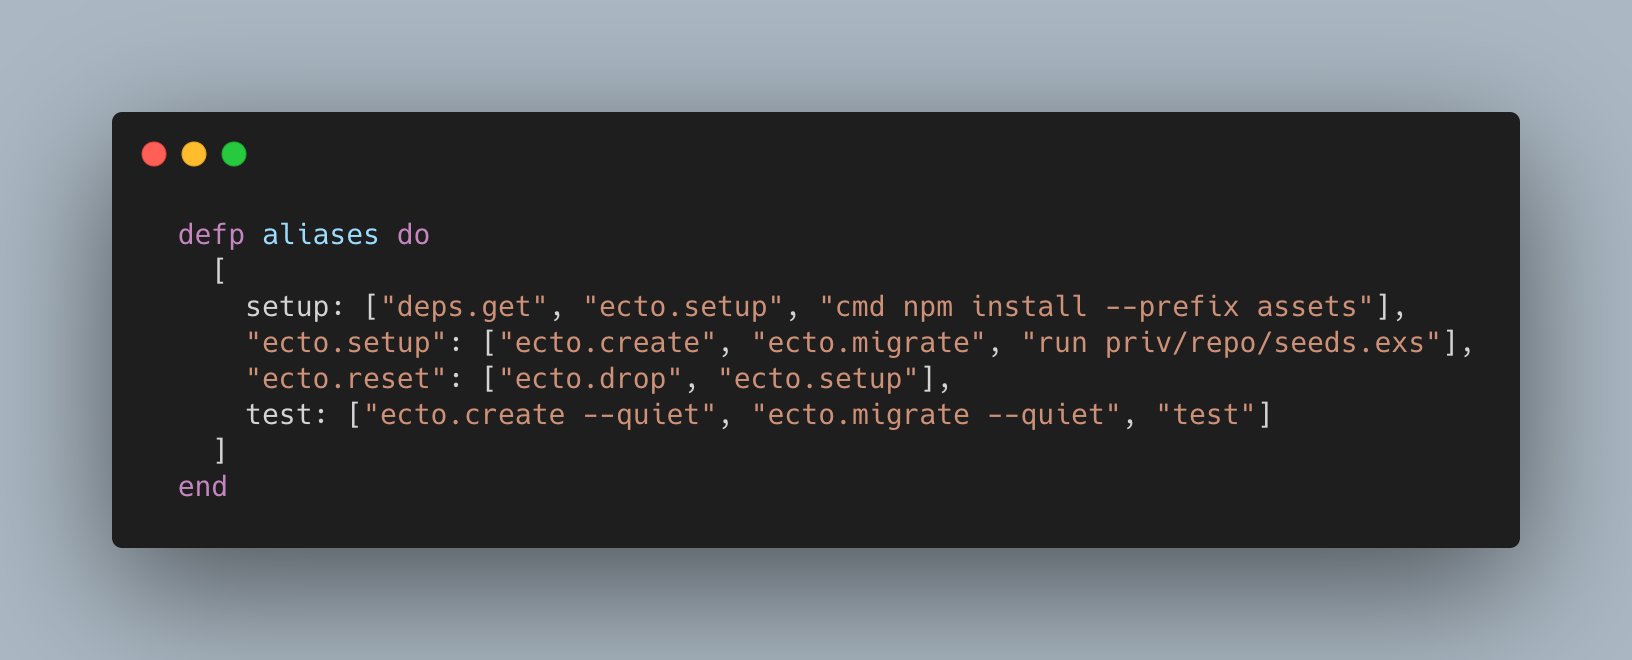 defp aliases do
  [
    setup: ["deps.get", "ecto.setup", "cmd npm install --prefix assets"],
    "ecto.setup": ["ecto.create", "ecto.migrate", "run priv/repo/seeds.exs"],
    "ecto.reset": ["ecto.drop", "ecto.setup"],
    test: ["ecto.create --quiet", "ecto.migrate --quiet", "test"]
  ]
end